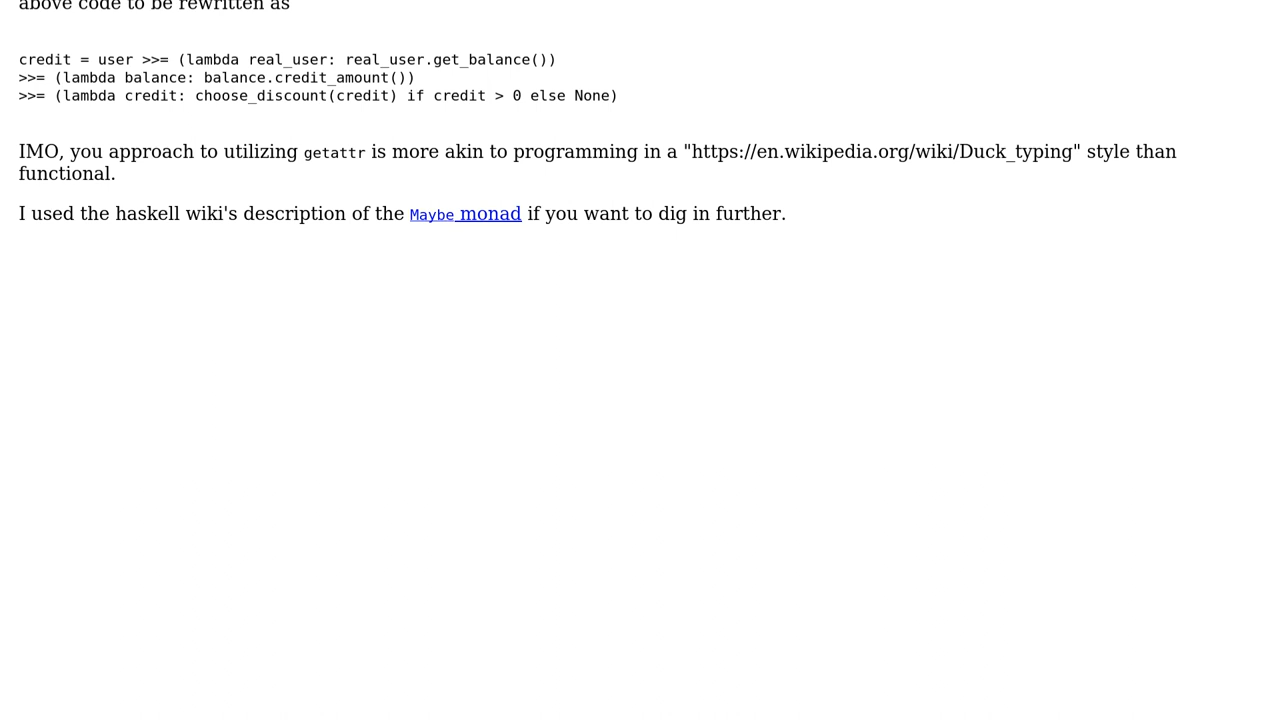 above code to be rewritten as
credit = user >>= (lambda real_user: real_user.get_balance())
>>= (lambda balance: balance.credit_amount())
>>= (lambda credit: choose_discount(credit) if credit > 0 else None)
IMO, you approach to utilizing getattr is more akin to programming in a "https://en.wikipedia.org/wiki/Duck_typing" style than
functional.
I used the haskell wiki's description of the Maybe monad if you want to dig in further.